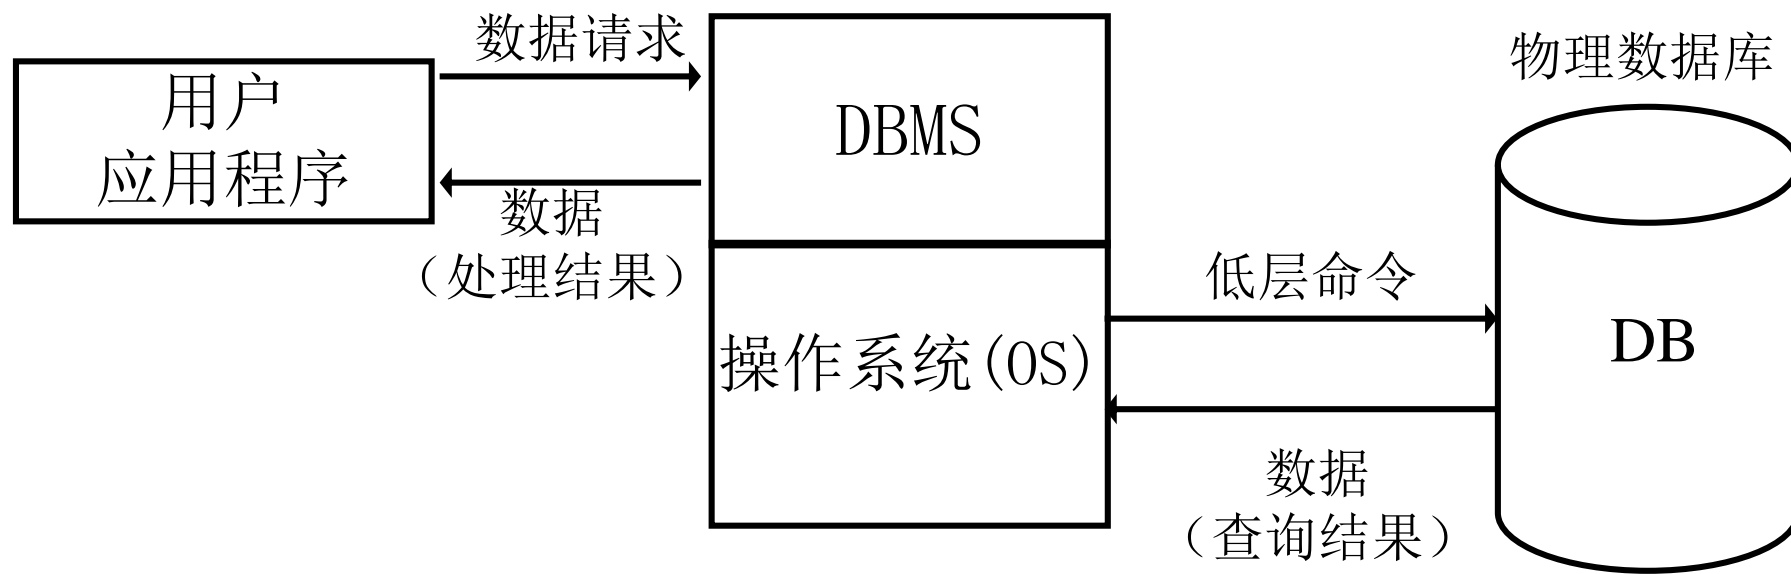 用户
应用程序
数据请求
数据
（处理结果）
DBMS
操作系统(OS)
低层命令
数据
（查询结果）
物理数据库
DB